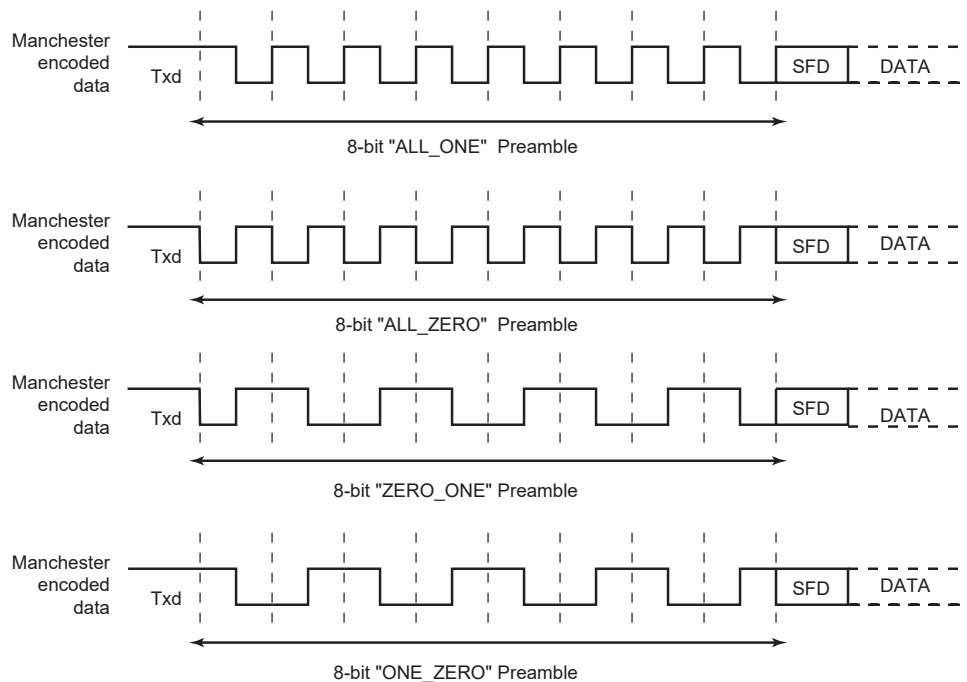 Manchester
encoded
data
Txd
SFD
DATA
8-bit "ALL_ONE" Preamble
Manchester
encoded
data
Txd
SFD
DATA
8-bit "ALL_ZERO" Preamble
Manchester
encoded
data
Txd
SFD
DATA
8-bit "ZERO_ONE" Preamble
Manchester
encoded
data
Txd
SFD
DATA
8-bit "ONE_ZERO" Preamble